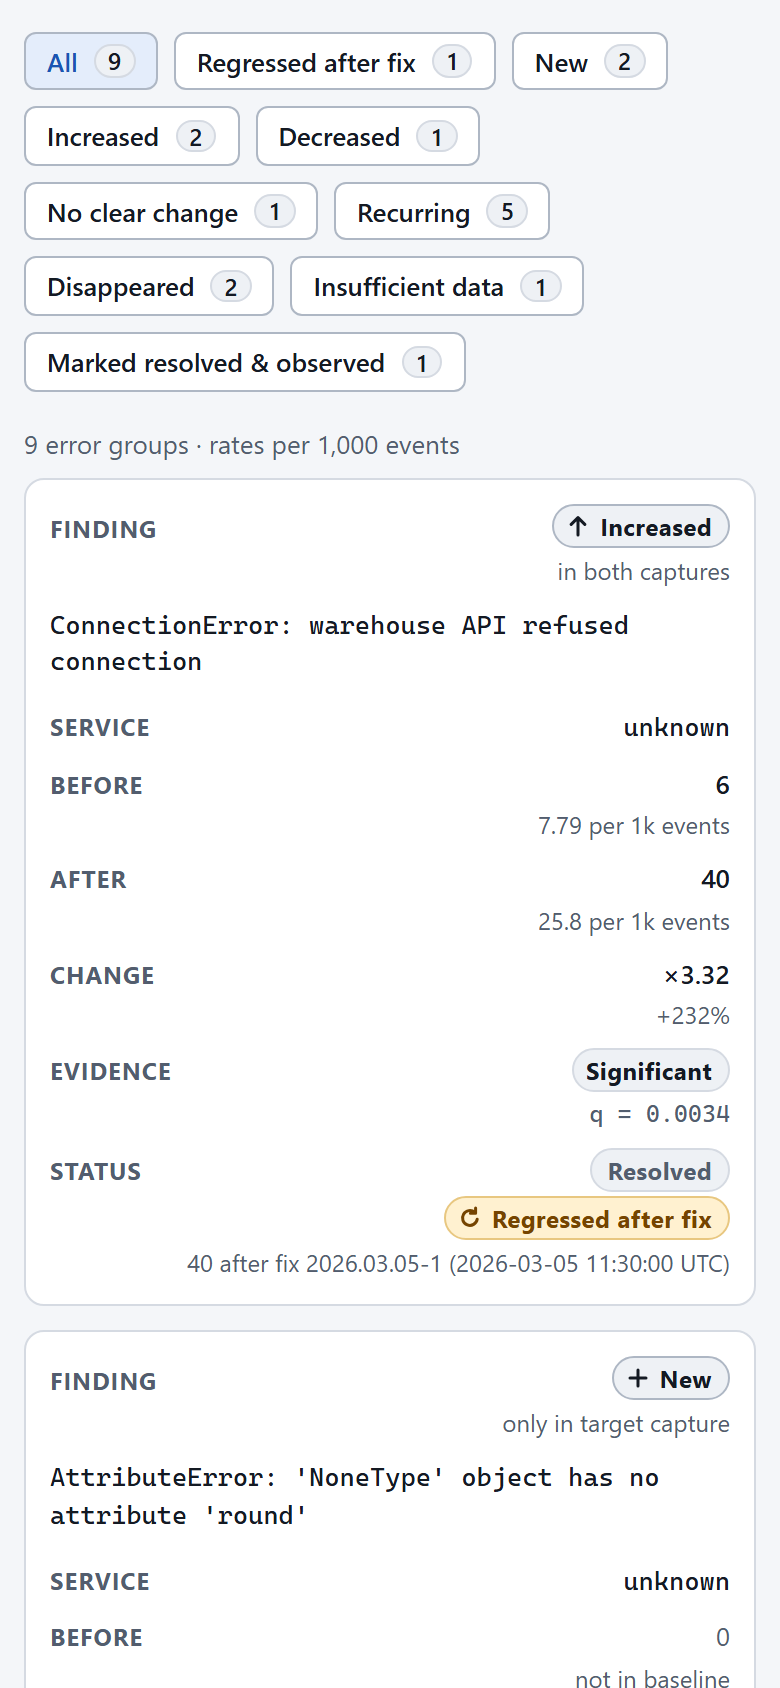 All 9 Regressed after fix 1 New 2
Increased 2 Decreased 1
No clear change 1 Recurring 5
Disappeared 2 Insufficient data 1
Marked resolved & observed 1
9 error groups · rates per 1,000 events
FINDING ↑ Increased
in both captures
ConnectionError: warehouse API refused
connection
SERVICE unknown
BEFORE 6
7.79 per 1k events
AFTER 40
25.8 per 1k events
CHANGE ×3.32
+232%
EVIDENCE Significant
q = 0.0034
STATUS Resolved
Regressed after fix
40 after fix 2026.03.05-1 (2026-03-05 11:30:00 UTC)
FINDING + New
only in target capture
AttributeError: 'NoneType' object has no
attribute 'round'
SERVICE unknown
BEFORE 0
not in baseline